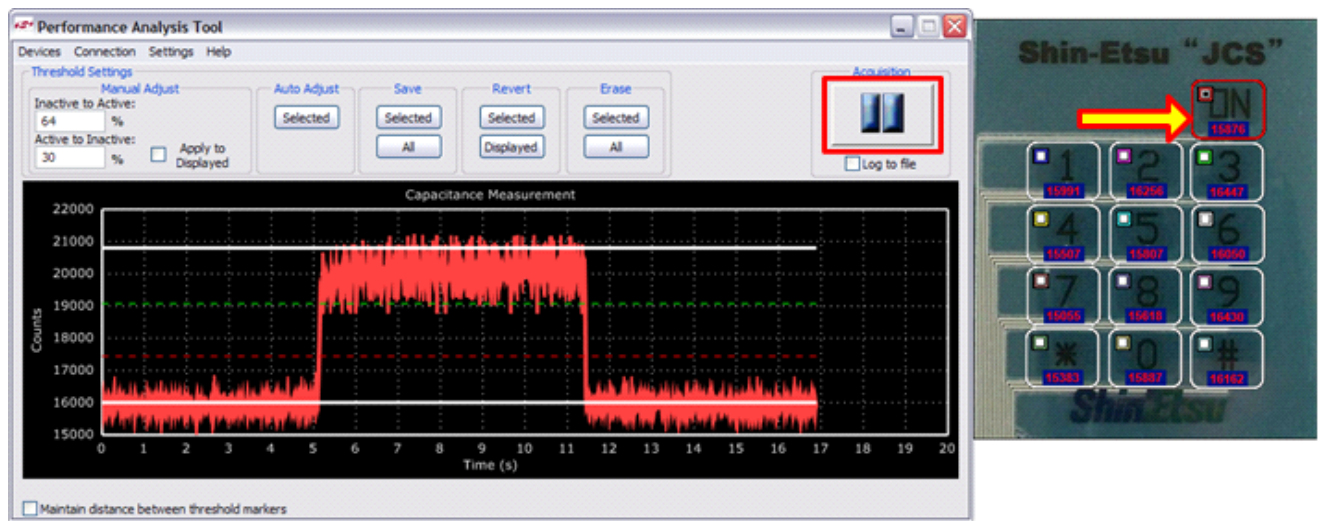 Performance Analysis Tool
Devices Connection Settings Help
Threshold Settings
Manual Adjust
Inactive to Active:
64 %
Active to Inactive:
30 %
Apply to
Displayed
Auto Adjust
Selected
Save
Selected
All
Revert
Selected
Displayed
Erase
Selected
All
Acquisition
Log to file
Capacitance Measurement
22000
21000
20000
19000
18000
17000
16000
15000
Counts
0 1 2 3 4 5 6 7 8 9 10 11 12 13 14 15 16 17 18 19 20
Time (s)
Maintain distance between threshold markers
Shin-Etsu "JCS"
ON
15876
1 2 3
15991 16256 16447
4 5 6
15507 15807 16050
7 8 9
15055 15618 16430
* 0 #
15383 15887 16162
Shin-Etsu